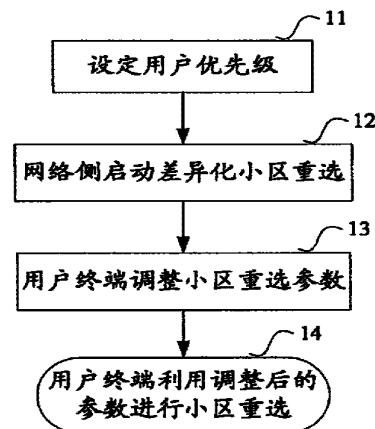 11
设定用户优先级
12
网络侧启动差异化小区重选
13
用户终端调整小区重选参数
14
用户终端利用调整后的
参数进行小区重选